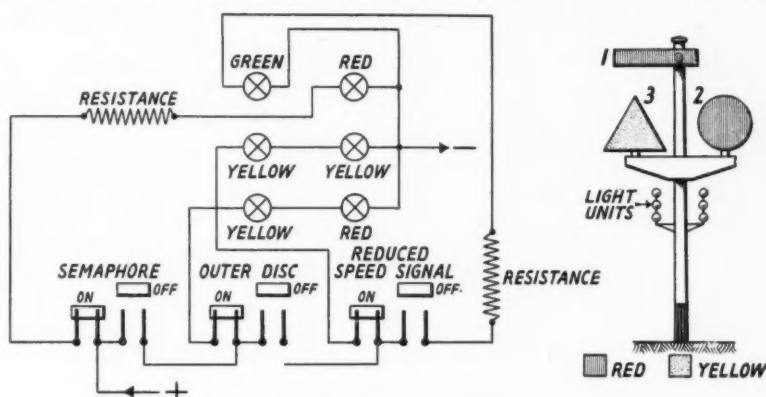 GREEN
RED
RESISTANCE
YELLOW
YELLOW
YELLOW
RED
SEMAPHORE
ON
OFF
OUTER DISC
ON
OFF
REDUCED
SPEED SIGNAL
ON
OFF.
RESISTANCE
+
−
1
3
2
LIGHT
UNITS
RED
YELLOW